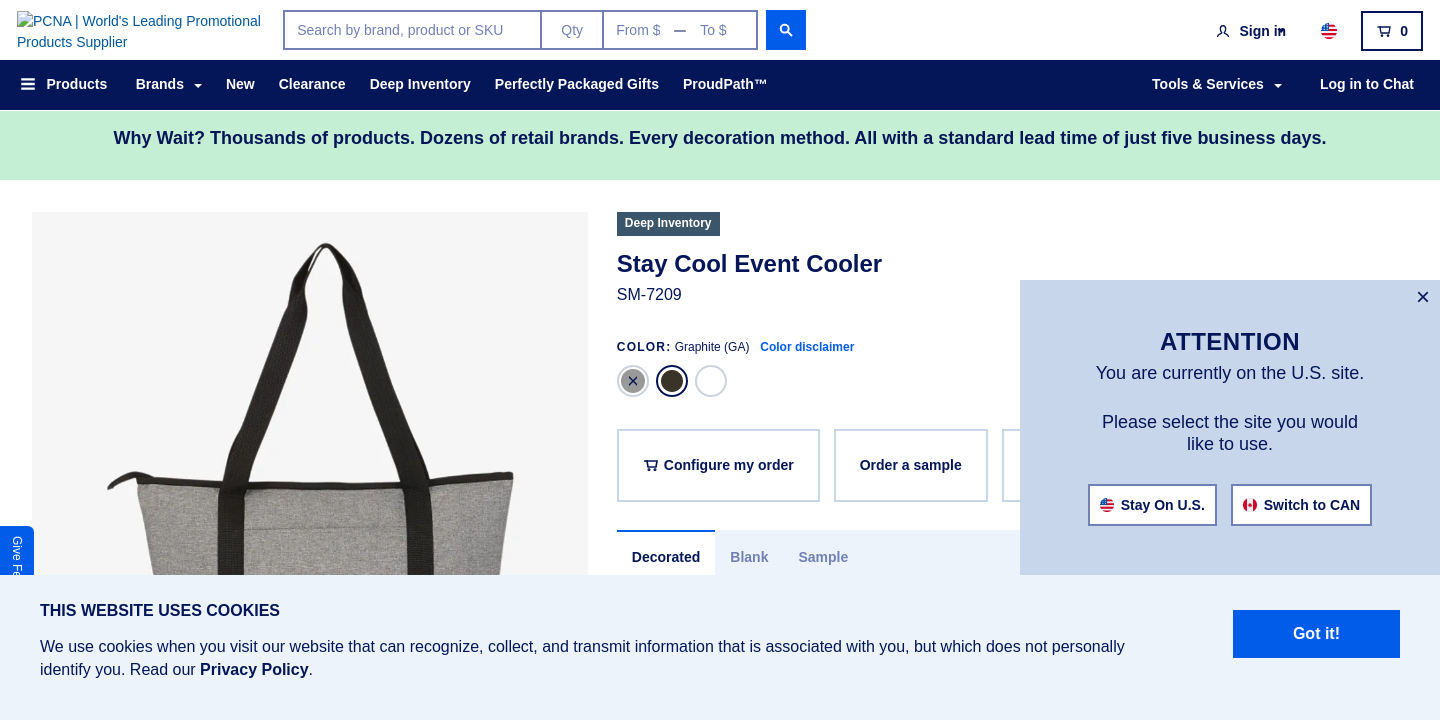 PCNA | World's Leading Promotional
Products Supplier
Search by brand, product or SKU
Qty
From $ — To $
Sign in
0
Products
Brands
New
Clearance
Deep Inventory
Perfectly Packaged Gifts
ProudPath™
Tools & Services
Log in to Chat
Why Wait? Thousands of products. Dozens of retail brands. Every decoration method. All with a standard lead time of just five business days.
Deep Inventory
Stay Cool Event Cooler
SM-7209
COLOR: Graphite (GA) Color disclaimer
Configure my order
Order a sample
Decorated
Blank
Sample
ATTENTION
You are currently on the U.S. site.
Please select the site you would
like to use.
Stay On U.S.
Switch to CAN
Give
THIS WEBSITE USES COOKIES
We use cookies when you visit our website that can recognize, collect, and transmit information that is associated with you, but which does not personally
identify you. Read our Privacy Policy.
Got it!